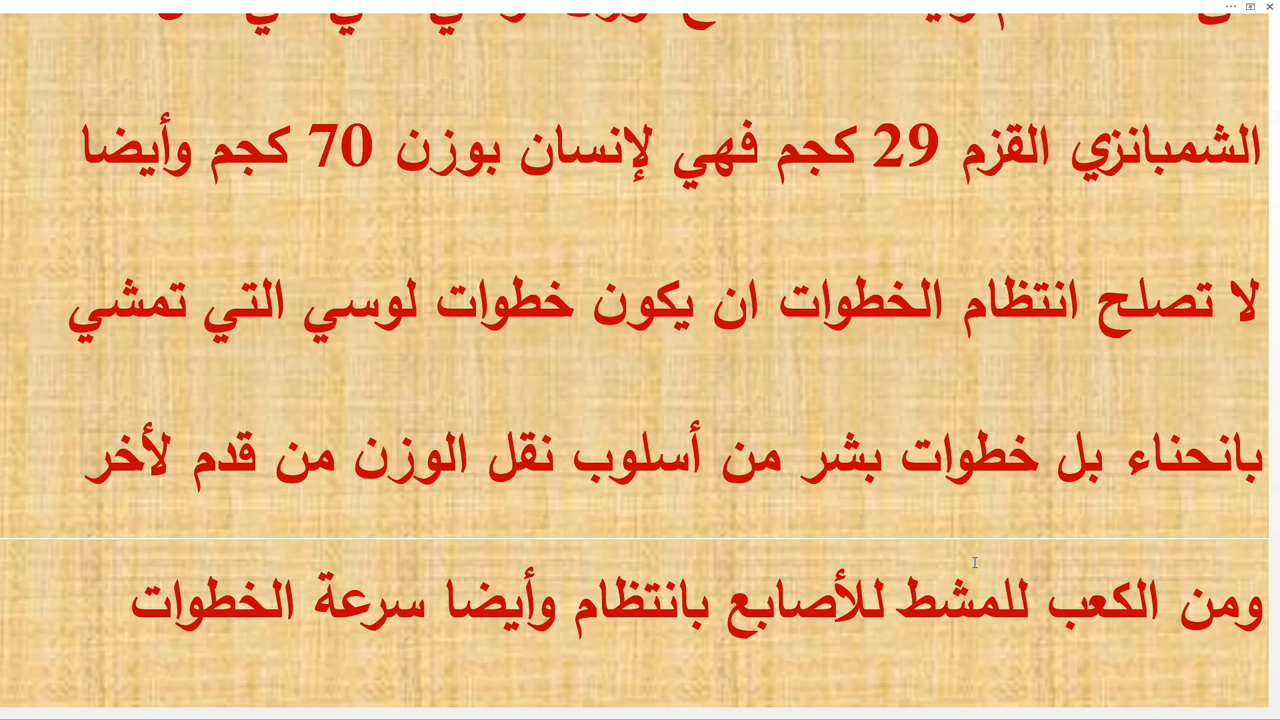 الشمبانزي القزم 29 كجم فهي لإنسان بوزن 70 كجم وأيضا
لا تصلح انتظام الخطوات ان يكون خطوات لوسي التي تمشي
بانحناء بل خطوات بشر من أسلوب نقل الوزن من قدم لأخر
ومن الكعب للمشط للأصابع بانتظام وأيضا سرعة الخطوات